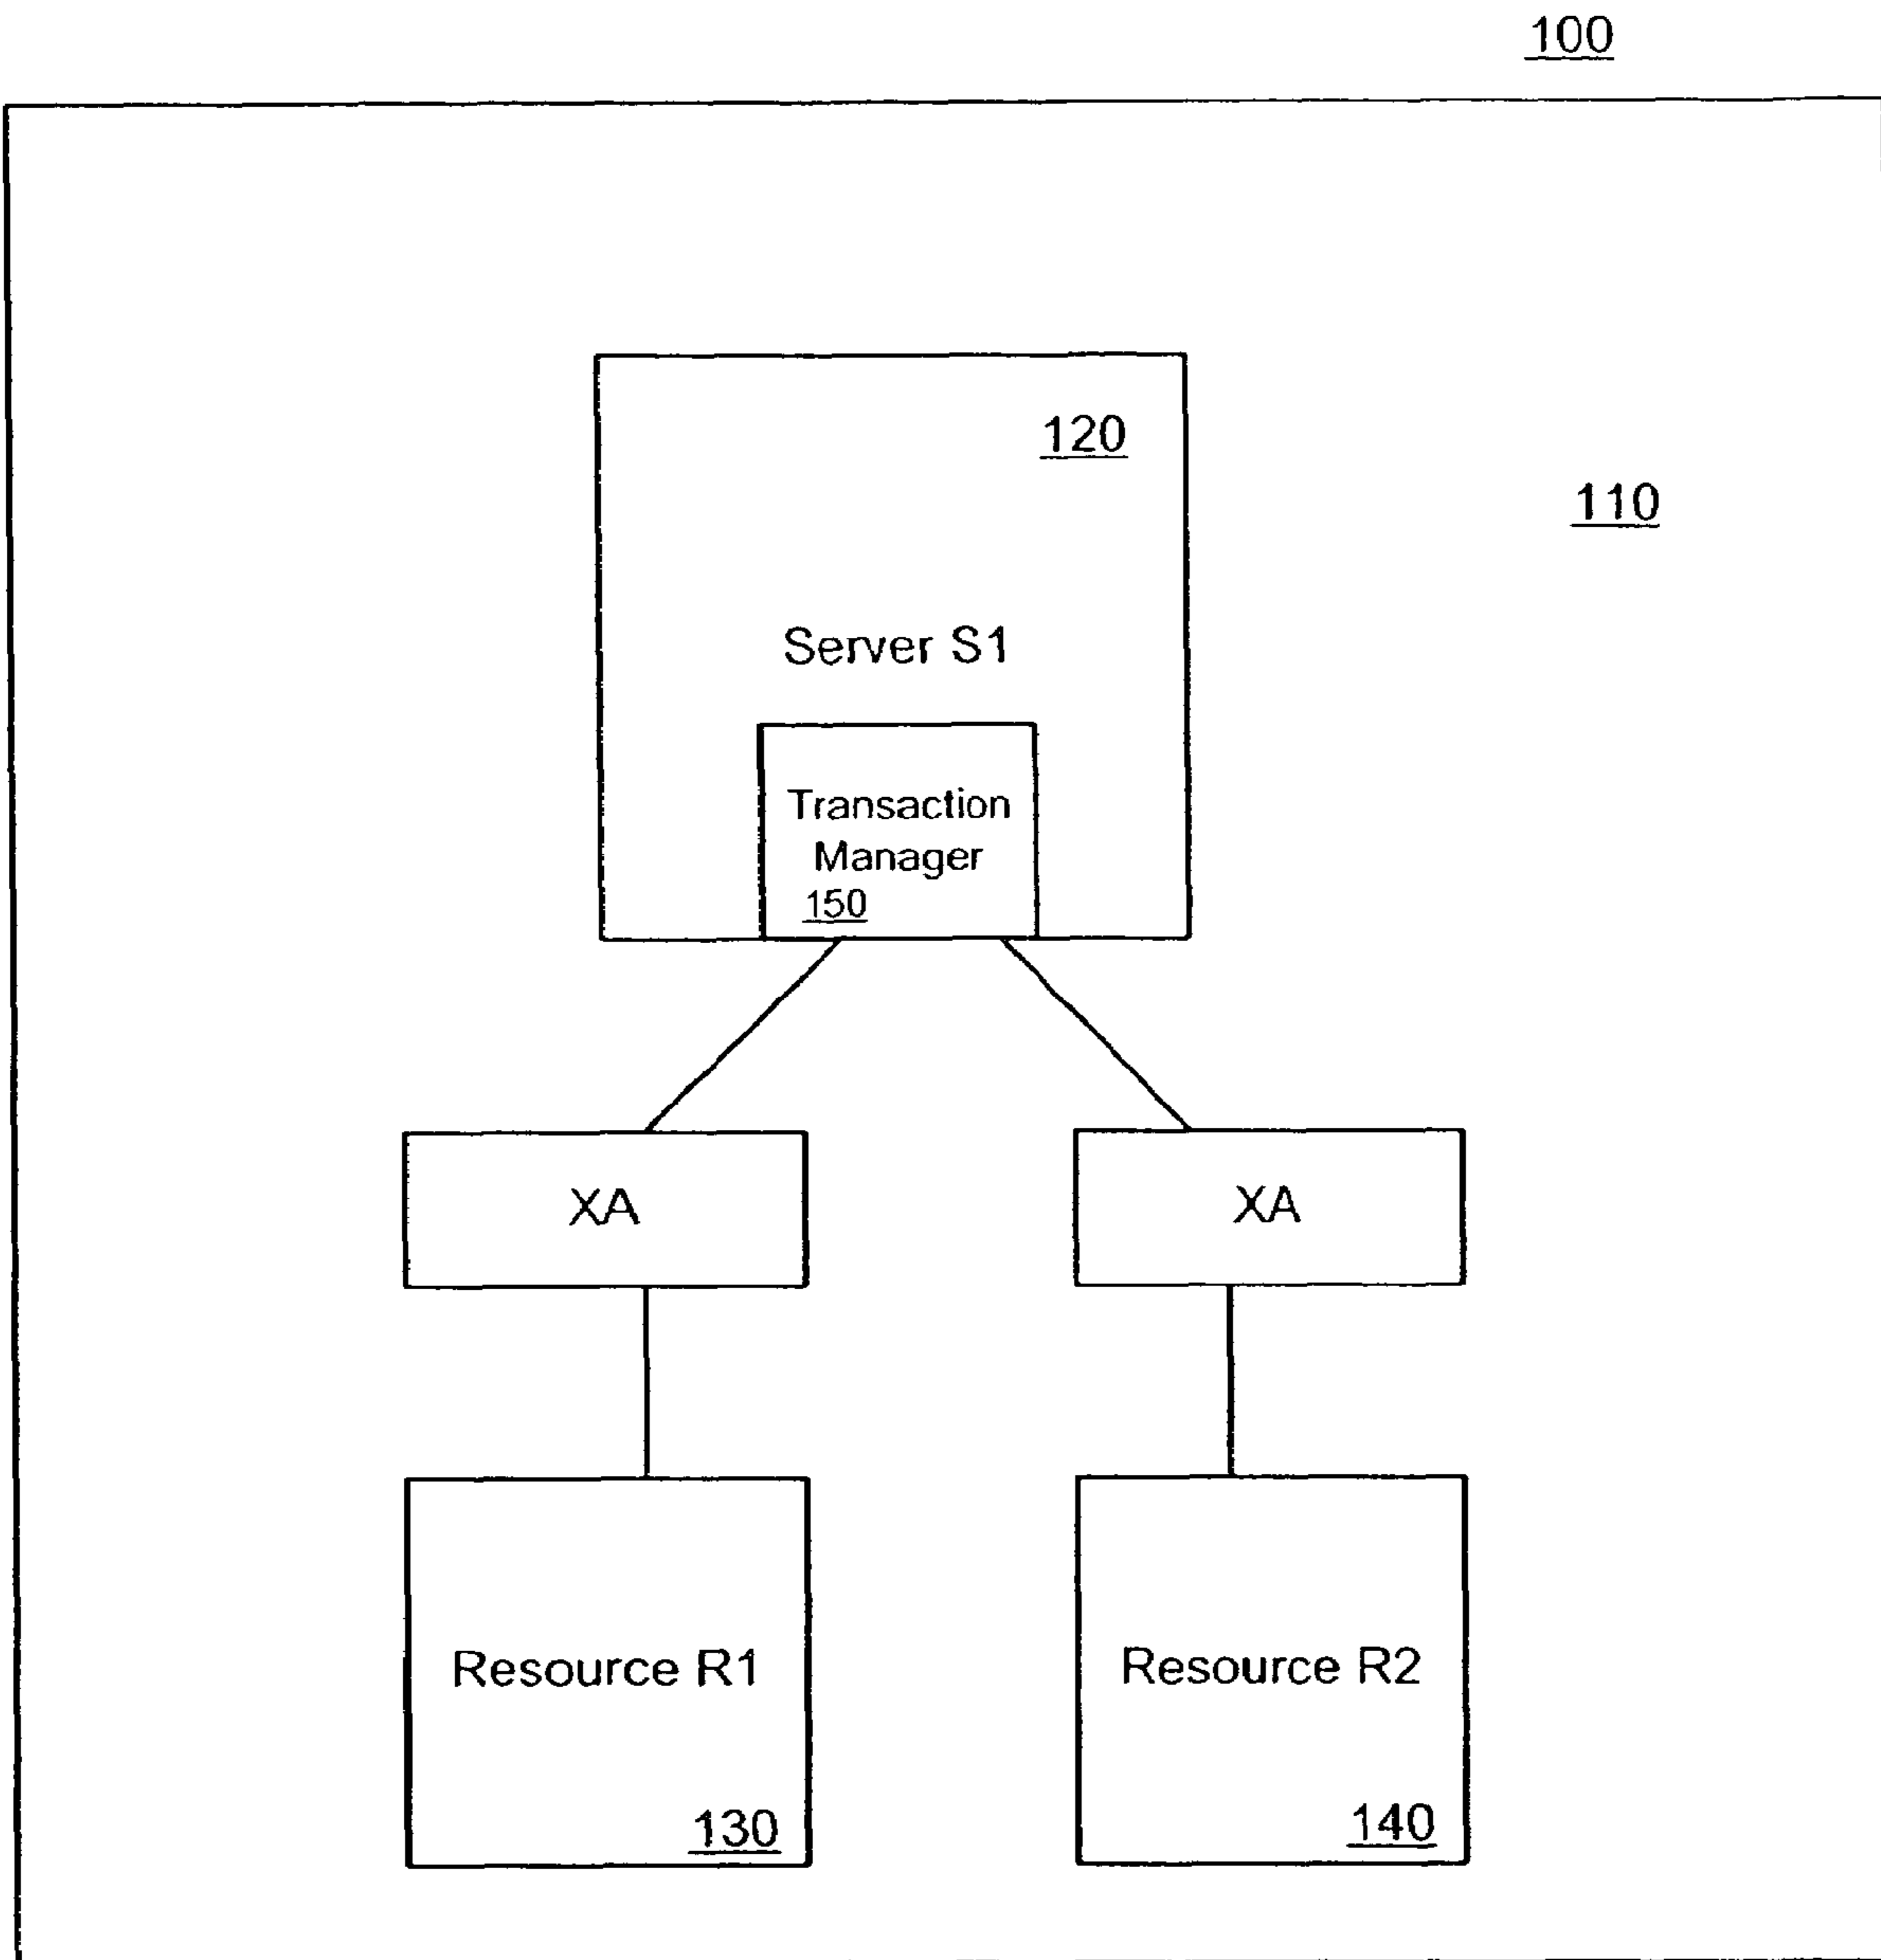 100
120
110
Server S1
Transaction
Manager
150
XA
XA
Resource R1
Resource R2
130
140